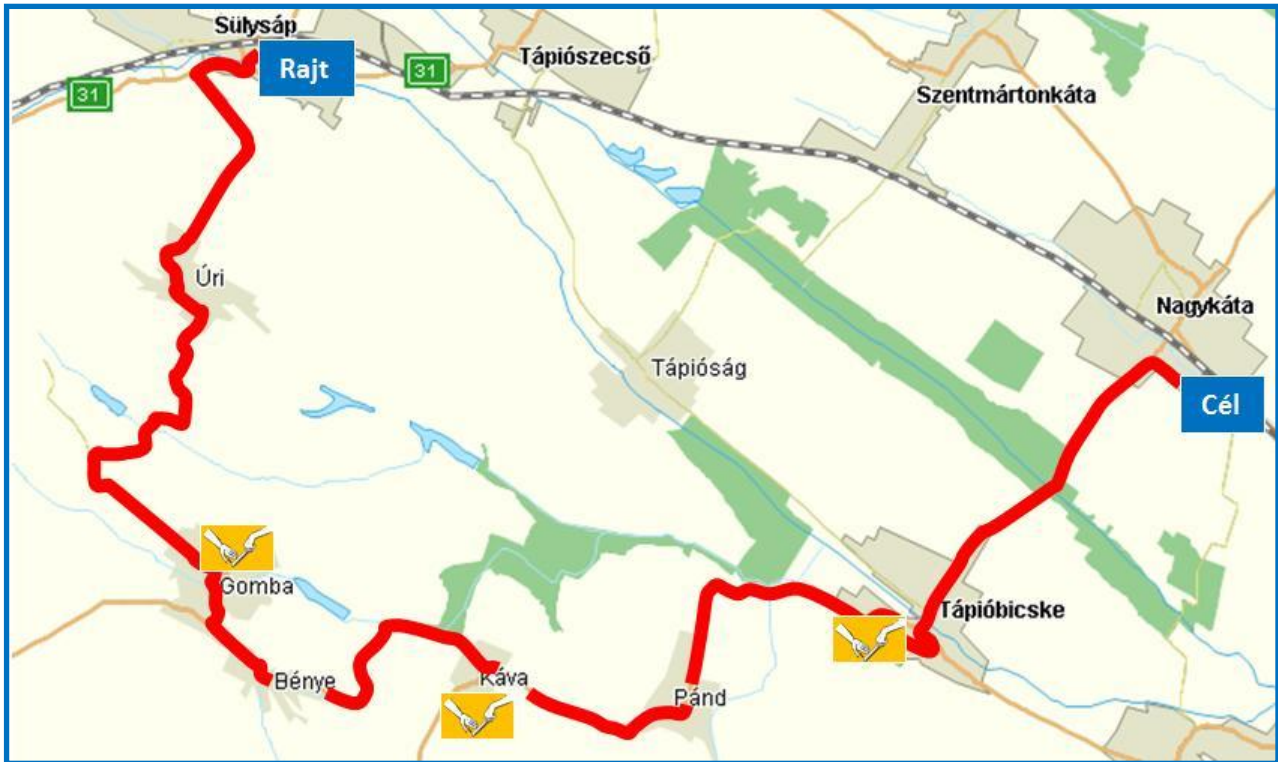 Sülysáp
Rajt
31
31
Tápiószecső
Szentmártonkáta
Úri
Nagykáta
Tápióság
Cél
Gomba
Tápióbicske
Bénye
Káva
Pánd